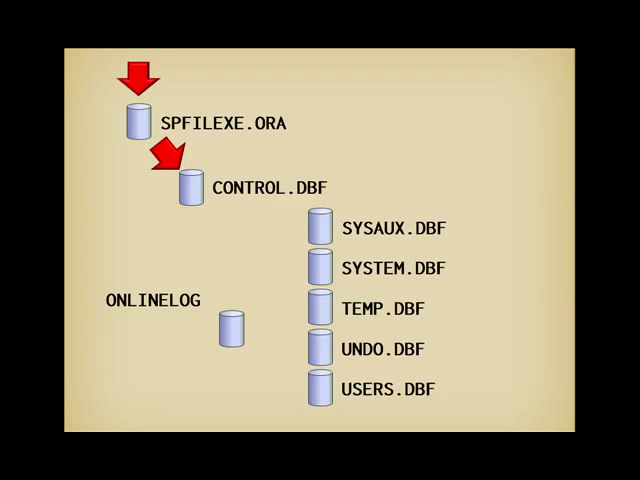 SPFILEXE.ORA
CONTROL.DBF
SYSAUX.DBF
SYSTEM.DBF
ONLINELOG
TEMP.DBF
UNDO.DBF
USERS.DBF